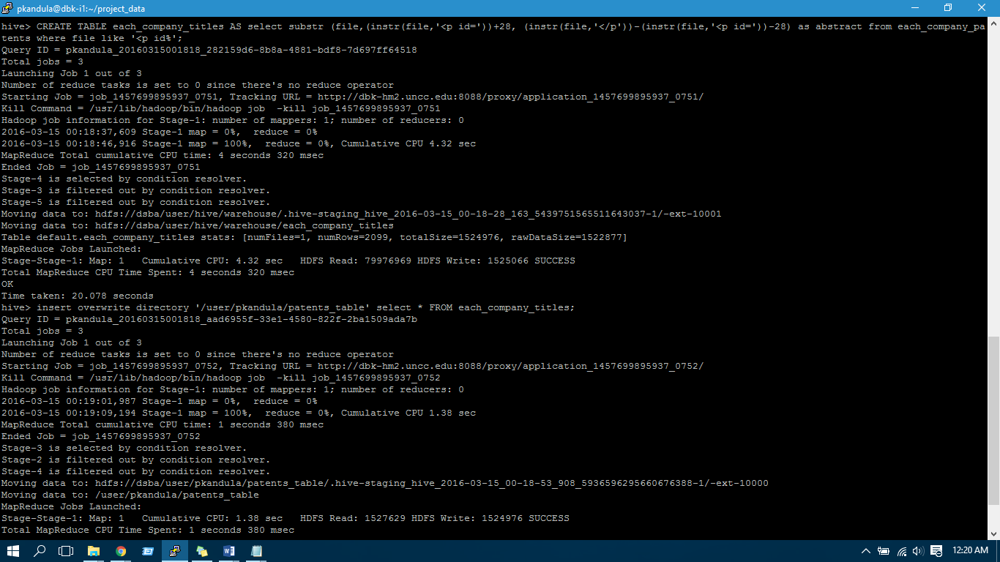 pkandula@dbk-i1:~/project_data
hive> CREATE TABLE each_company_titles AS select substr (file,(instr(file,'<p id='))+28, (instr(file,'</p'))-(instr(file,'<p id='))-28) as abstract from each_company_pa
tents where file like '<p id%';
Query ID = pkandula_20160315001818_282159d6-8b8a-4881-bdf8-7d697ff64518
Total jobs = 3
Launching Job 1 out of 3
Number of reduce tasks is set to 0 since there's no reduce operator
Starting Job = job_1457699895937_0751, Tracking URL = http://dbk-hm2.uncc.edu:8088/proxy/application_1457699895937_0751/
Kill Command = /usr/lib/hadoop/bin/hadoop job  -kill job_1457699895937_0751
Hadoop job information for Stage-1: number of mappers: 1; number of reducers: 0
2016-03-15 00:18:37,609 Stage-1 map = 0%,  reduce = 0%
2016-03-15 00:18:46,916 Stage-1 map = 100%,  reduce = 0%, Cumulative CPU 4.32 sec
MapReduce Total cumulative CPU time: 4 seconds 320 msec
Ended Job = job_1457699895937_0751
Stage-4 is selected by condition resolver.
Stage-3 is filtered out by condition resolver.
Stage-5 is filtered out by condition resolver.
Moving data to: hdfs://dsba/user/hive/warehouse/.hive-staging_hive_2016-03-15_00-18-28_163_5439751565511643037-1/-ext-10001
Moving data to: hdfs://dsba/user/hive/warehouse/each_company_titles
Table default.each_company_titles stats: [numFiles=1, numRows=2099, totalSize=1524976, rawDataSize=1522877]
MapReduce Jobs Launched:
Stage-Stage-1: Map: 1   Cumulative CPU: 4.32 sec   HDFS Read: 79976969 HDFS Write: 1525066 SUCCESS
Total MapReduce CPU Time Spent: 4 seconds 320 msec
OK
Time taken: 20.078 seconds
hive> insert overwrite directory '/user/pkandula/patents_table' select * FROM each_company_titles;
Query ID = pkandula_20160315001818_aad6955f-33e1-4580-822f-2ba1509ada7b
Total jobs = 3
Launching Job 1 out of 3
Number of reduce tasks is set to 0 since there's no reduce operator
Starting Job = job_1457699895937_0752, Tracking URL = http://dbk-hm2.uncc.edu:8088/proxy/application_1457699895937_0752/
Kill Command = /usr/lib/hadoop/bin/hadoop job  -kill job_1457699895937_0752
Hadoop job information for Stage-1: number of mappers: 1; number of reducers: 0
2016-03-15 00:19:01,987 Stage-1 map = 0%,  reduce = 0%
2016-03-15 00:19:09,194 Stage-1 map = 100%,  reduce = 0%, Cumulative CPU 1.38 sec
MapReduce Total cumulative CPU time: 1 seconds 380 msec
Ended Job = job_1457699895937_0752
Stage-3 is selected by condition resolver.
Stage-2 is filtered out by condition resolver.
Stage-4 is filtered out by condition resolver.
Moving data to: hdfs://dsba/user/pkandula/patents_table/.hive-staging_hive_2016-03-15_00-18-53_908_5936596295660676388-1/-ext-10000
Moving data to: /user/pkandula/patents_table
MapReduce Jobs Launched:
Stage-Stage-1: Map: 1   Cumulative CPU: 1.38 sec   HDFS Read: 1527629 HDFS Write: 1524976 SUCCESS
Total MapReduce CPU Time Spent: 1 seconds 380 msec
12:20 AM